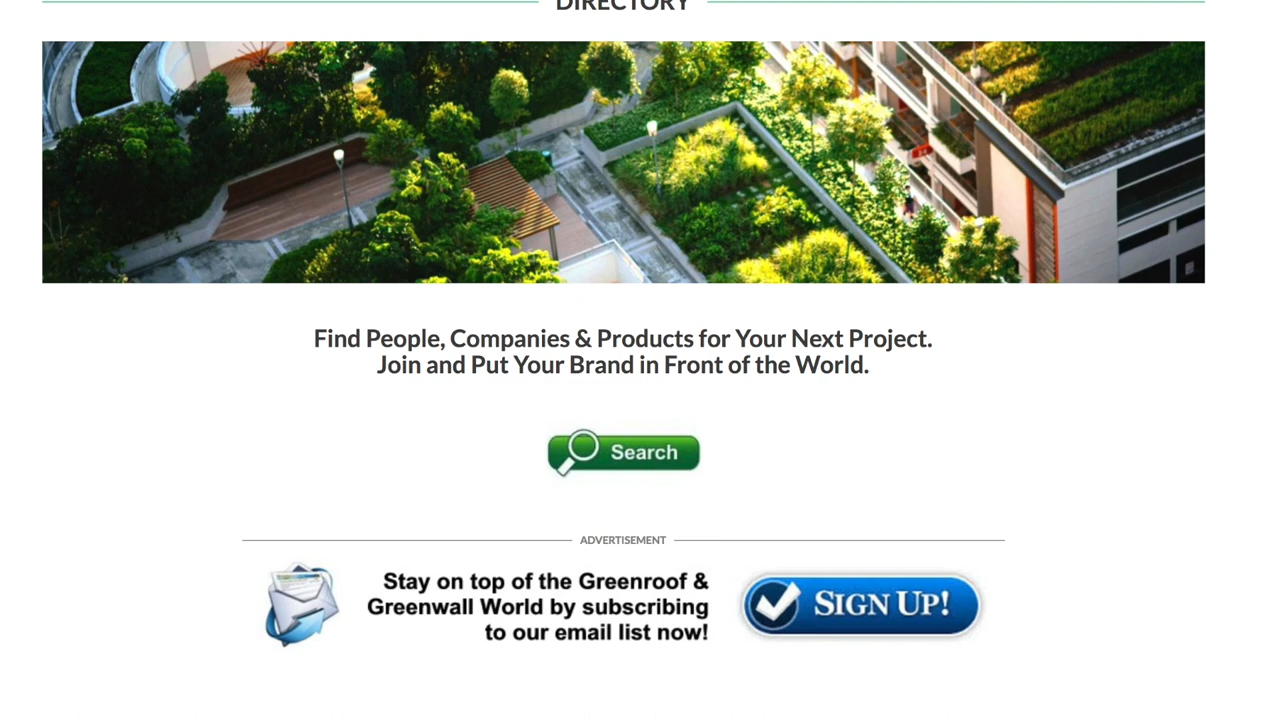 DIRECTORY
Find People, Companies & Products for Your Next Project.
Join and Put Your Brand in Front of the World.
Search
ADVERTISEMENT
Stay on top of the Greenroof &
Greenwall World by subscribing
to our email list now!
SIGN UP!